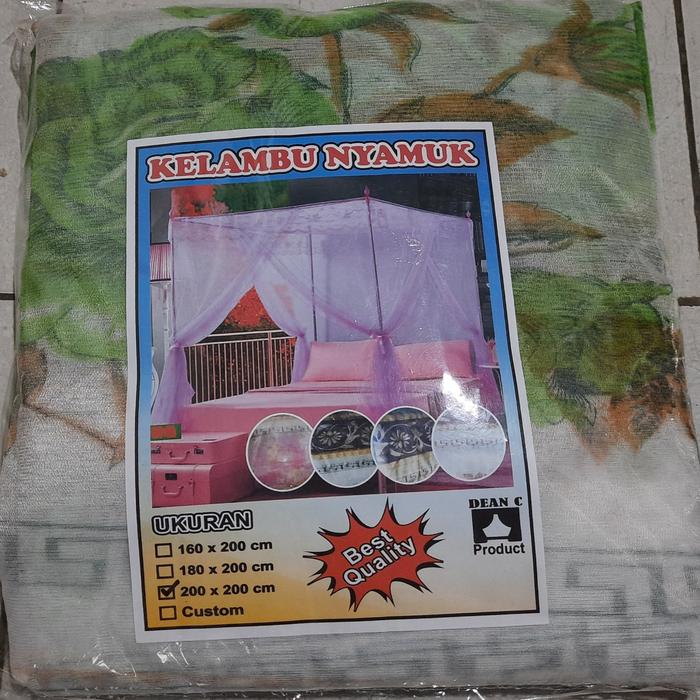 KELAMBU NYAMUK
UKURAN
160 x 200 cm
180 x 200 cm
200 x 200 cm
Custom
Best
Quality
DEAN C
Product